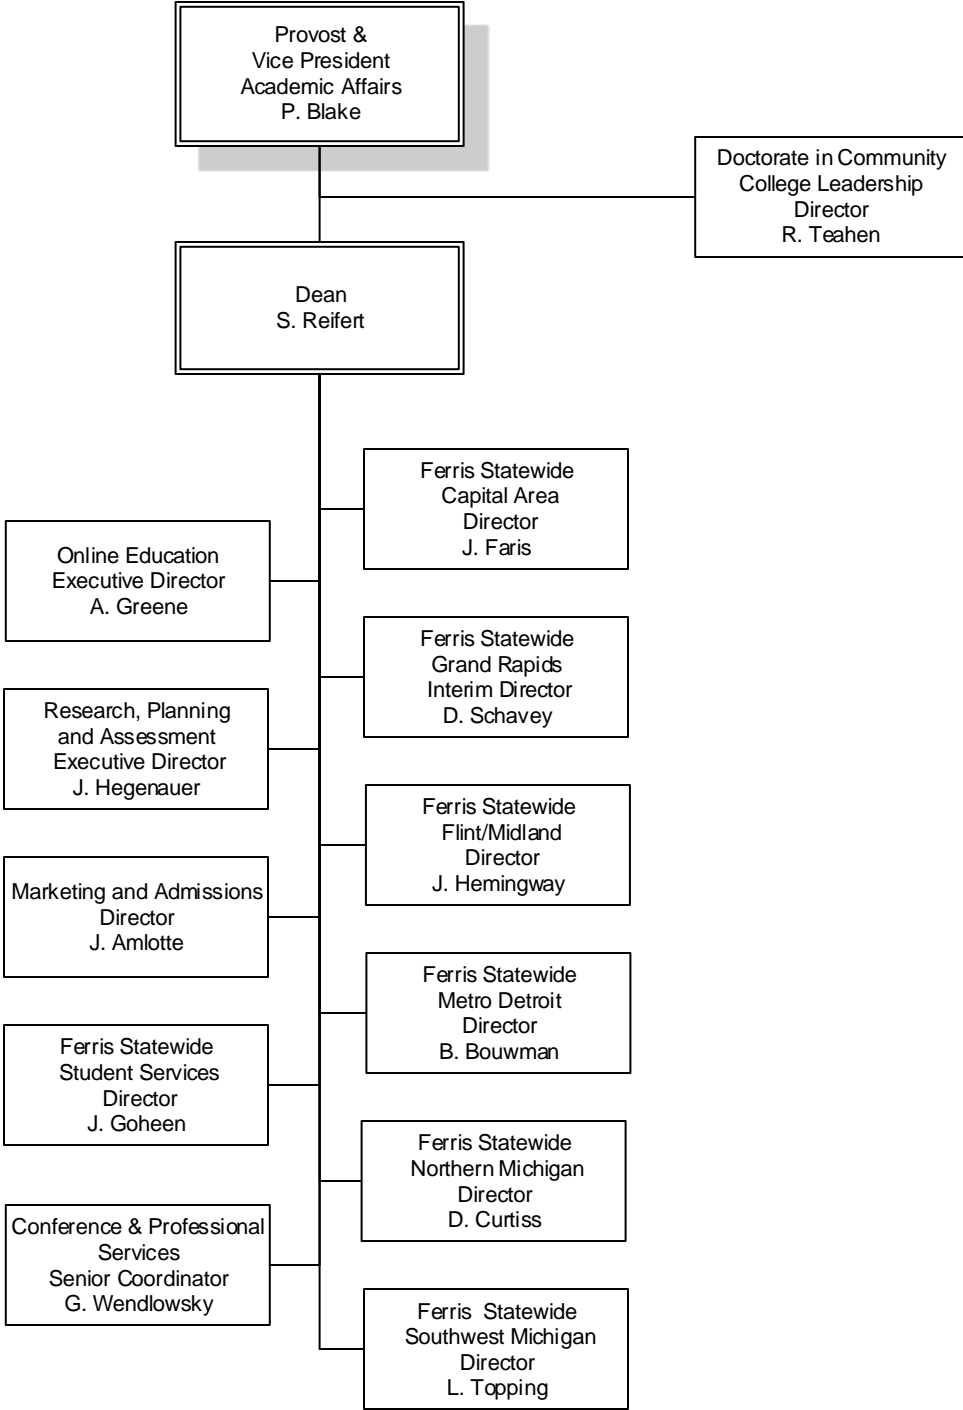 Provost &
Vice President
Academic Affairs
P. Blake
Doctorate in Community
College Leadership
Director
R. Teahen
Dean
S. Reifert
Ferris Statewide
Capital Area
Director
J. Faris
Online Education
Executive Director
A. Greene
Ferris Statewide
Grand Rapids
Interim Director
D. Schavey
Research, Planning
and Assessment
Executive Director
J. Hegenauer
Ferris Statewide
Flint/Midland
Director
J. Hemingway
Marketing and Admissions
Director
J. Amlotte
Ferris Statewide
Metro Detroit
Director
B. Bouwman
Ferris Statewide
Student Services
Director
J. Goheen
Ferris Statewide
Northern Michigan
Director
D. Curtiss
Conference & Professional
Services
Senior Coordinator
G. Wendlowsky
Ferris Statewide
Southwest Michigan
Director
L. Topping